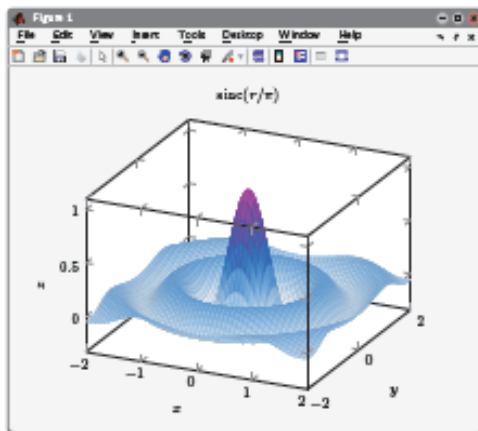 Figure 1
File Edit View Insert Tools Desktop Window Help
sinc(r/π)
1
0.5
0
z
−2
−1
0
1
2
x
−2
0
2
y